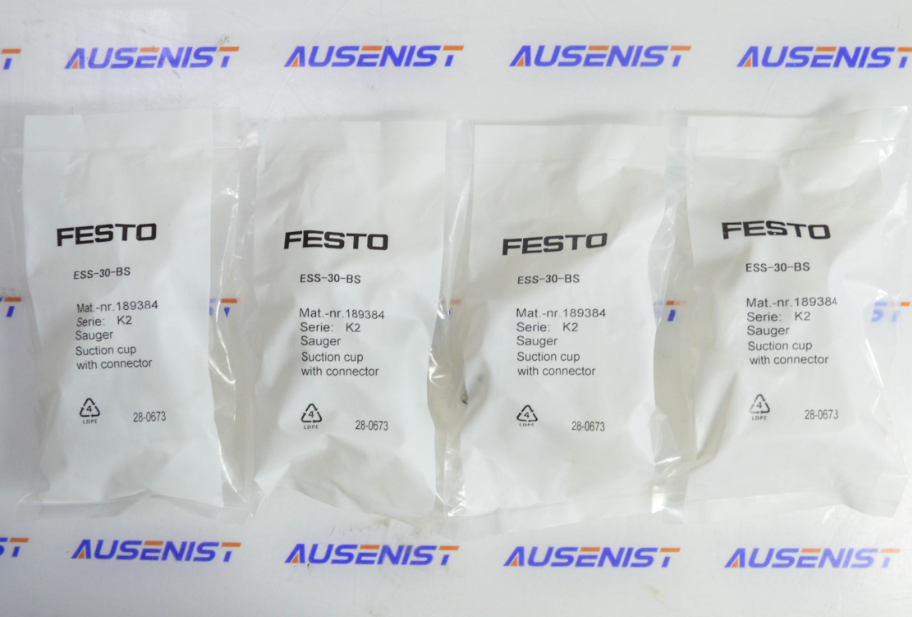 AUSENIST AUSENIST AUSENIST AUSENIST
FESTO
ESS-30-BS
Mat.-nr.189384
Serie: K2
Sauger
Suction cup
with connector
4
LDPE
28-0673
FESTO
ESS-30-BS
Mat.-nr.189384
Serie: K2
Sauger
Suction cup
with connector
4
LDPE
28-0673
FESTO
ESS-30-BS
Mat.-nr.189384
Serie: K2
Sauger
Suction cup
with connector
4
LDPE
28-0673
FESTO
ESS-30-BS
Mat.-nr.189384
Serie: K2
Sauger
Suction cup
with connector
4
LDPE
28-0673
AUSENIST AUSENIST AUSENIST AUSENIST